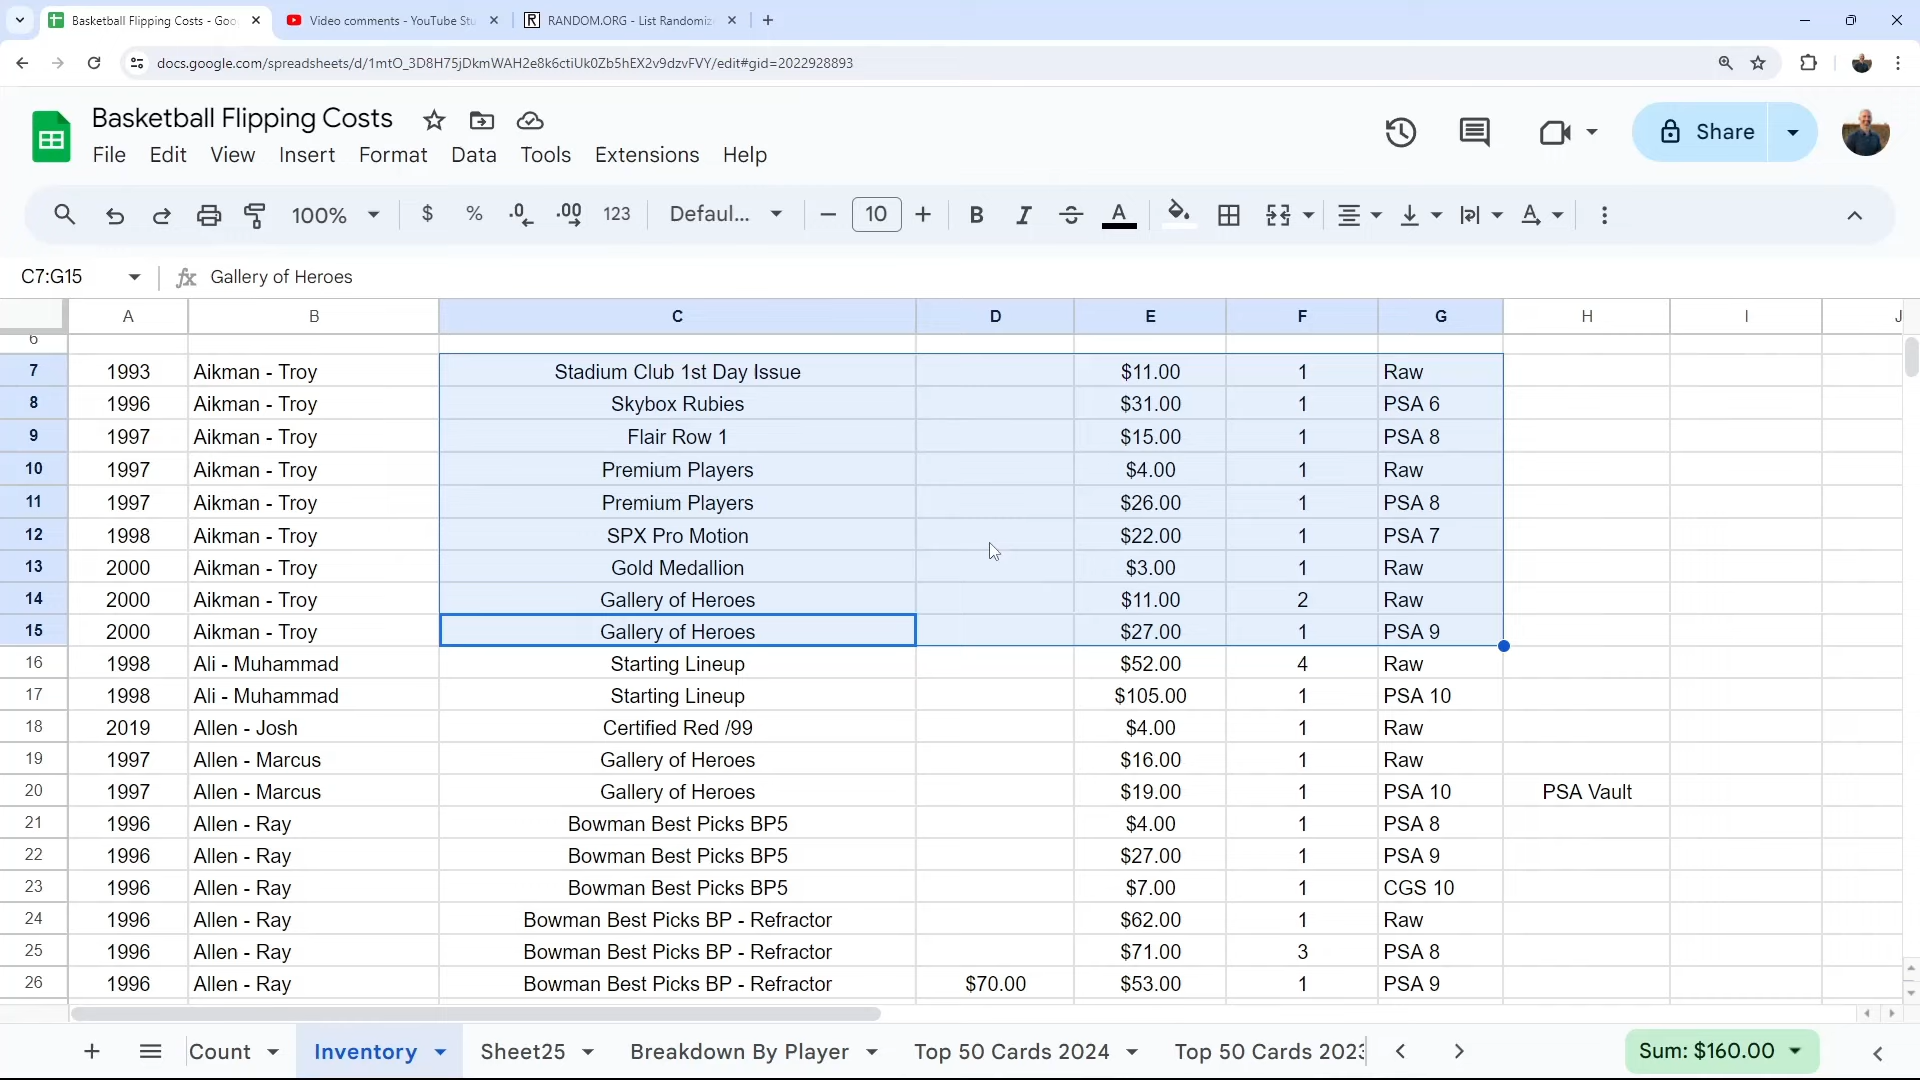 Basketball Flipping Costs - Goo
Video comments - YouTube Stu
RANDOM.ORG - List Randomiz
docs.google.com/spreadsheets/d/1mtO_3D8H75jDkmWAH2e8k6ctiUk0Zb5hEX2v9dzvFVY/edit#gid=2022928893
Basketball Flipping Costs
File Edit View Insert Format Data Tools Extensions Help
Share
100% $ % .0 .00 123 Defaul... 10 B I A
C7:G15 fx Gallery of Heroes
A B C D E F G H I J
6
7 1993 Aikman - Troy Stadium Club 1st Day Issue $11.00 1 Raw
8 1996 Aikman - Troy Skybox Rubies $31.00 1 PSA 6
9 1997 Aikman - Troy Flair Row 1 $15.00 1 PSA 8
10 1997 Aikman - Troy Premium Players $4.00 1 Raw
11 1997 Aikman - Troy Premium Players $26.00 1 PSA 8
12 1998 Aikman - Troy SPX Pro Motion $22.00 1 PSA 7
13 2000 Aikman - Troy Gold Medallion $3.00 1 Raw
14 2000 Aikman - Troy Gallery of Heroes $11.00 2 Raw
15 2000 Aikman - Troy Gallery of Heroes $27.00 1 PSA 9
16 1998 Ali - Muhammad Starting Lineup $52.00 4 Raw
17 1998 Ali - Muhammad Starting Lineup $105.00 1 PSA 10
18 2019 Allen - Josh Certified Red /99 $4.00 1 Raw
19 1997 Allen - Marcus Gallery of Heroes $16.00 1 Raw
20 1997 Allen - Marcus Gallery of Heroes $19.00 1 PSA 10 PSA Vault
21 1996 Allen - Ray Bowman Best Picks BP5 $4.00 1 PSA 8
22 1996 Allen - Ray Bowman Best Picks BP5 $27.00 1 PSA 9
23 1996 Allen - Ray Bowman Best Picks BP5 $7.00 1 CGS 10
24 1996 Allen - Ray Bowman Best Picks BP - Refractor $62.00 1 Raw
25 1996 Allen - Ray Bowman Best Picks BP - Refractor $71.00 3 PSA 8
26 1996 Allen - Ray Bowman Best Picks BP - Refractor $70.00 $53.00 1 PSA 9
Count Inventory Sheet25 Breakdown By Player Top 50 Cards 2024 Top 50 Cards 2023 Sum: $160.00